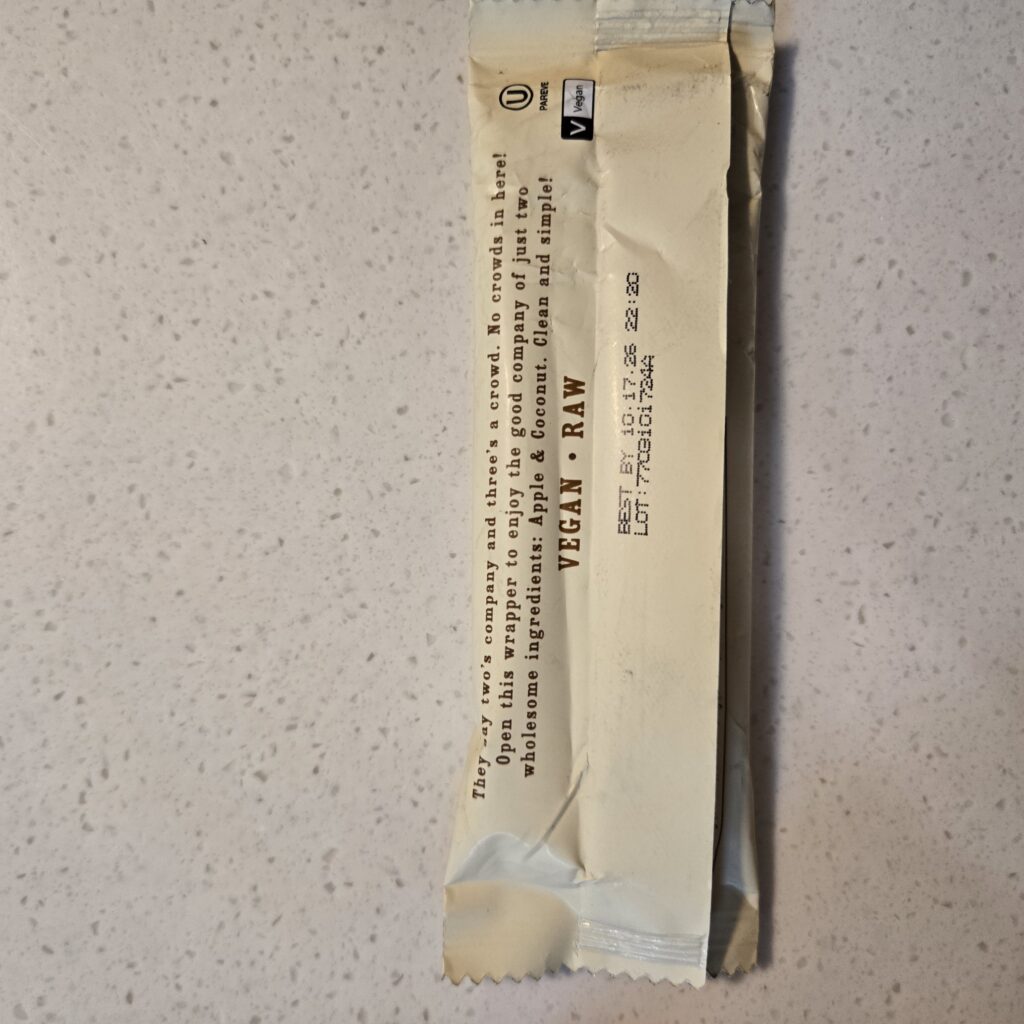 They say two's company and three's a crowd. No crowds in here!
Open this wrapper to enjoy the good company of just two
wholesome ingredients: Apple & Coconut. Clean and simple!
VEGAN • RAW
U
PAREVE
V Vegan
BEST BY 10.17.26 22:20
LOT:77C3101724A